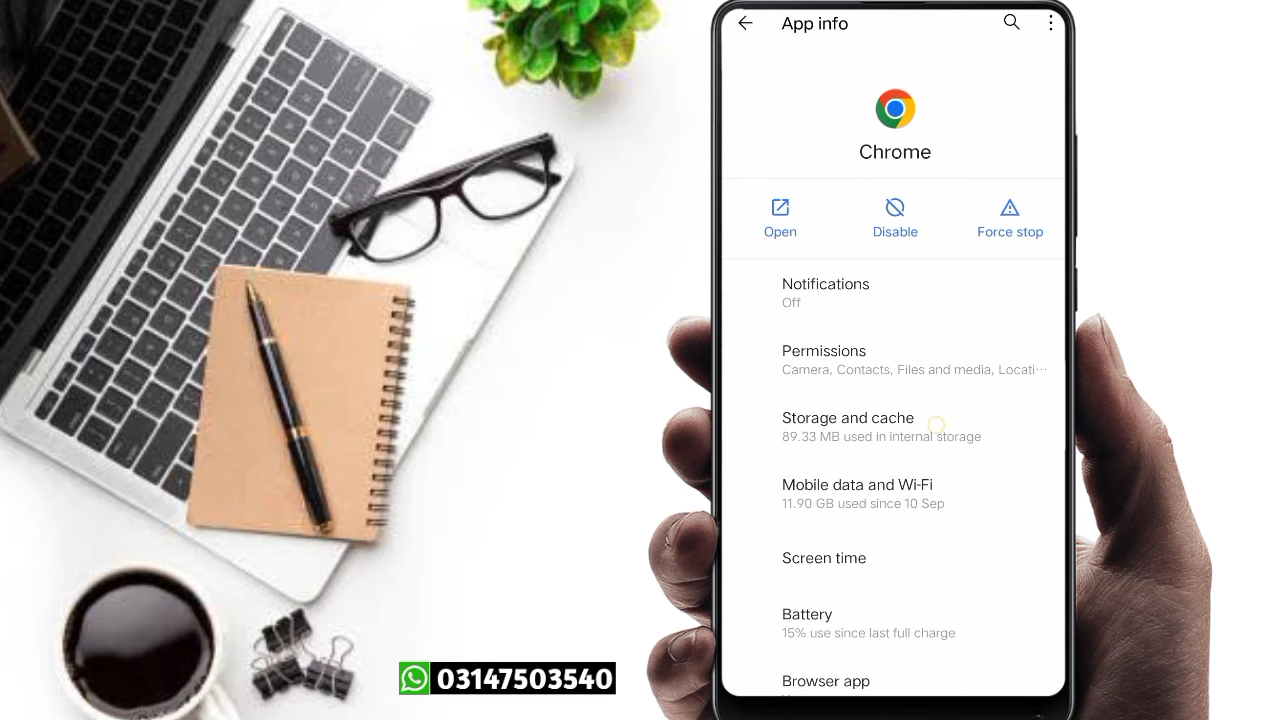 App info
Chrome
Open
Disable
Force stop
Notifications
Off
Permissions
Camera, Contacts, Files and media, Locati···
Storage and cache
89.33 MB used in internal storage
Mobile data and Wi-Fi
11.90 GB used since 10 Sep
Screen time
Battery
15% use since last full charge
Browser app
03147503540